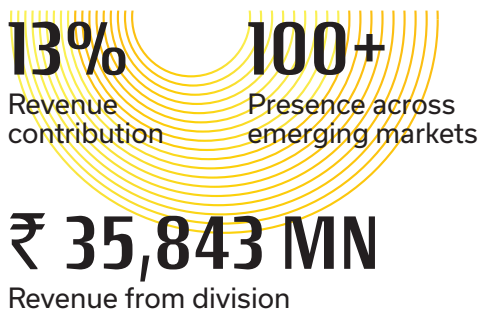 13%
Revenue
contribution
100+
Presence across
emerging markets
₹ 35,843 MN
Revenue from division